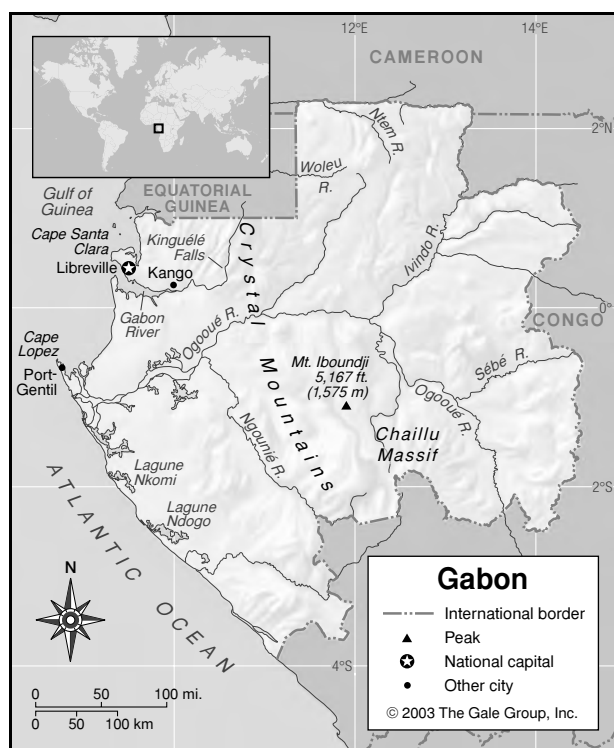 12°E
14°E
CAMEROON
2°N
Ntem R.
Woleu
R.
Gulf of
Guinea
EQUATORIAL
GUINEA
Cape Santa
Clara
Kinguélé
Falls
Libreville
Kango
Crystal Mountains
Ivindo R.
0°
CONGO
Gabon
River
Ogooué R.
Cape
Lopez
Port-
Gentil
Mt. Iboundji
5,167 ft.
(1,575 m)
Sébé R.
Ogooué R.
Ngounié R.
Chaillu
Massif
Lagune
Nkomi
2°S
Lagune
Ndogo
ATLANTIC OCEAN
N
4°S
0 50 100 mi.
0 50 100 km
Gabon
International border
Peak
National capital
Other city
© 2003 The Gale Group, Inc.